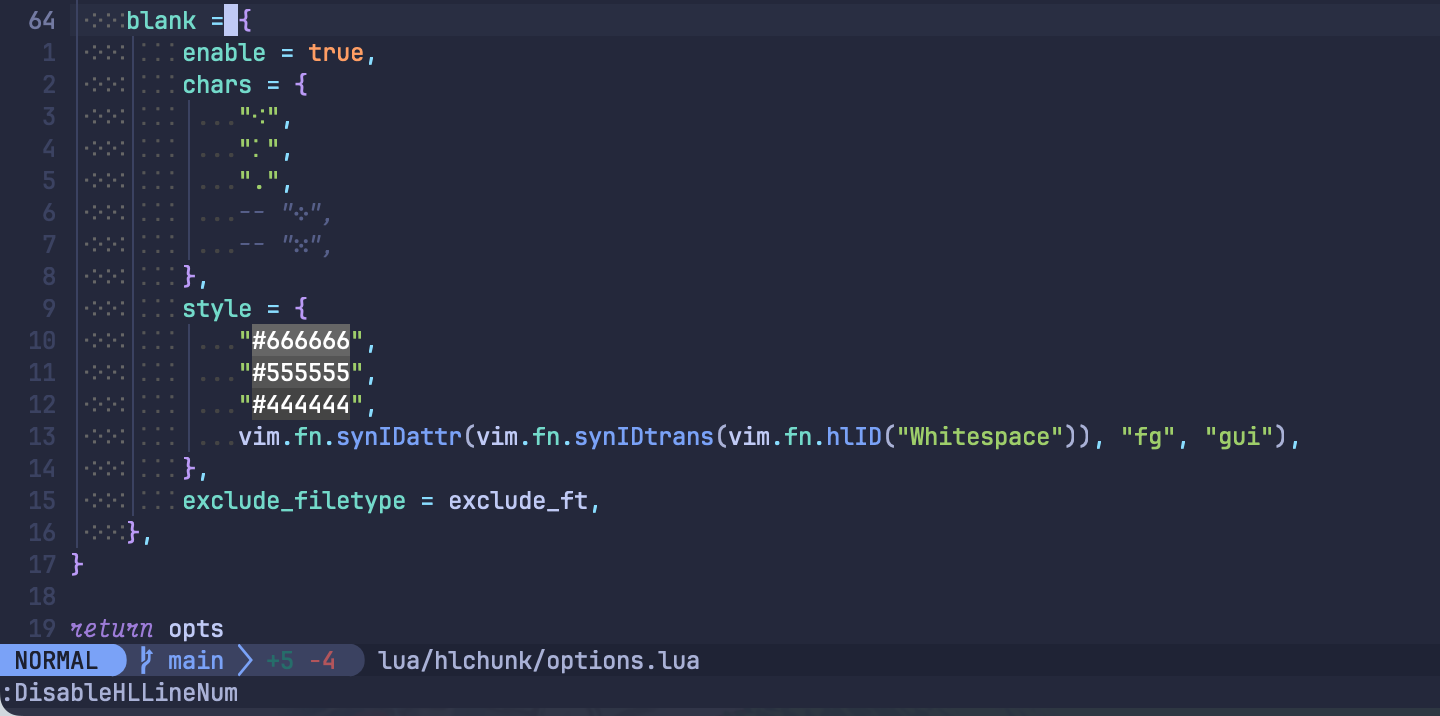 64 blank = {
1 enable = true,
2 chars = {
3 "⁖",
4 "⁚",
5 ".",
6 -- "⁘",
7 -- "⁙",
8 },
9 style = {
10 "#666666",
11 "#555555",
12 "#444444",
13 vim.fn.synIDattr(vim.fn.synIDtrans(vim.fn.hlID("Whitespace")), "fg", "gui"),
14 },
15 exclude_filetype = exclude_ft,
16 },
17 }
18
19 return opts
NORMAL main +5 -4 lua/hlchunk/options.lua
:DisableHLLineNum